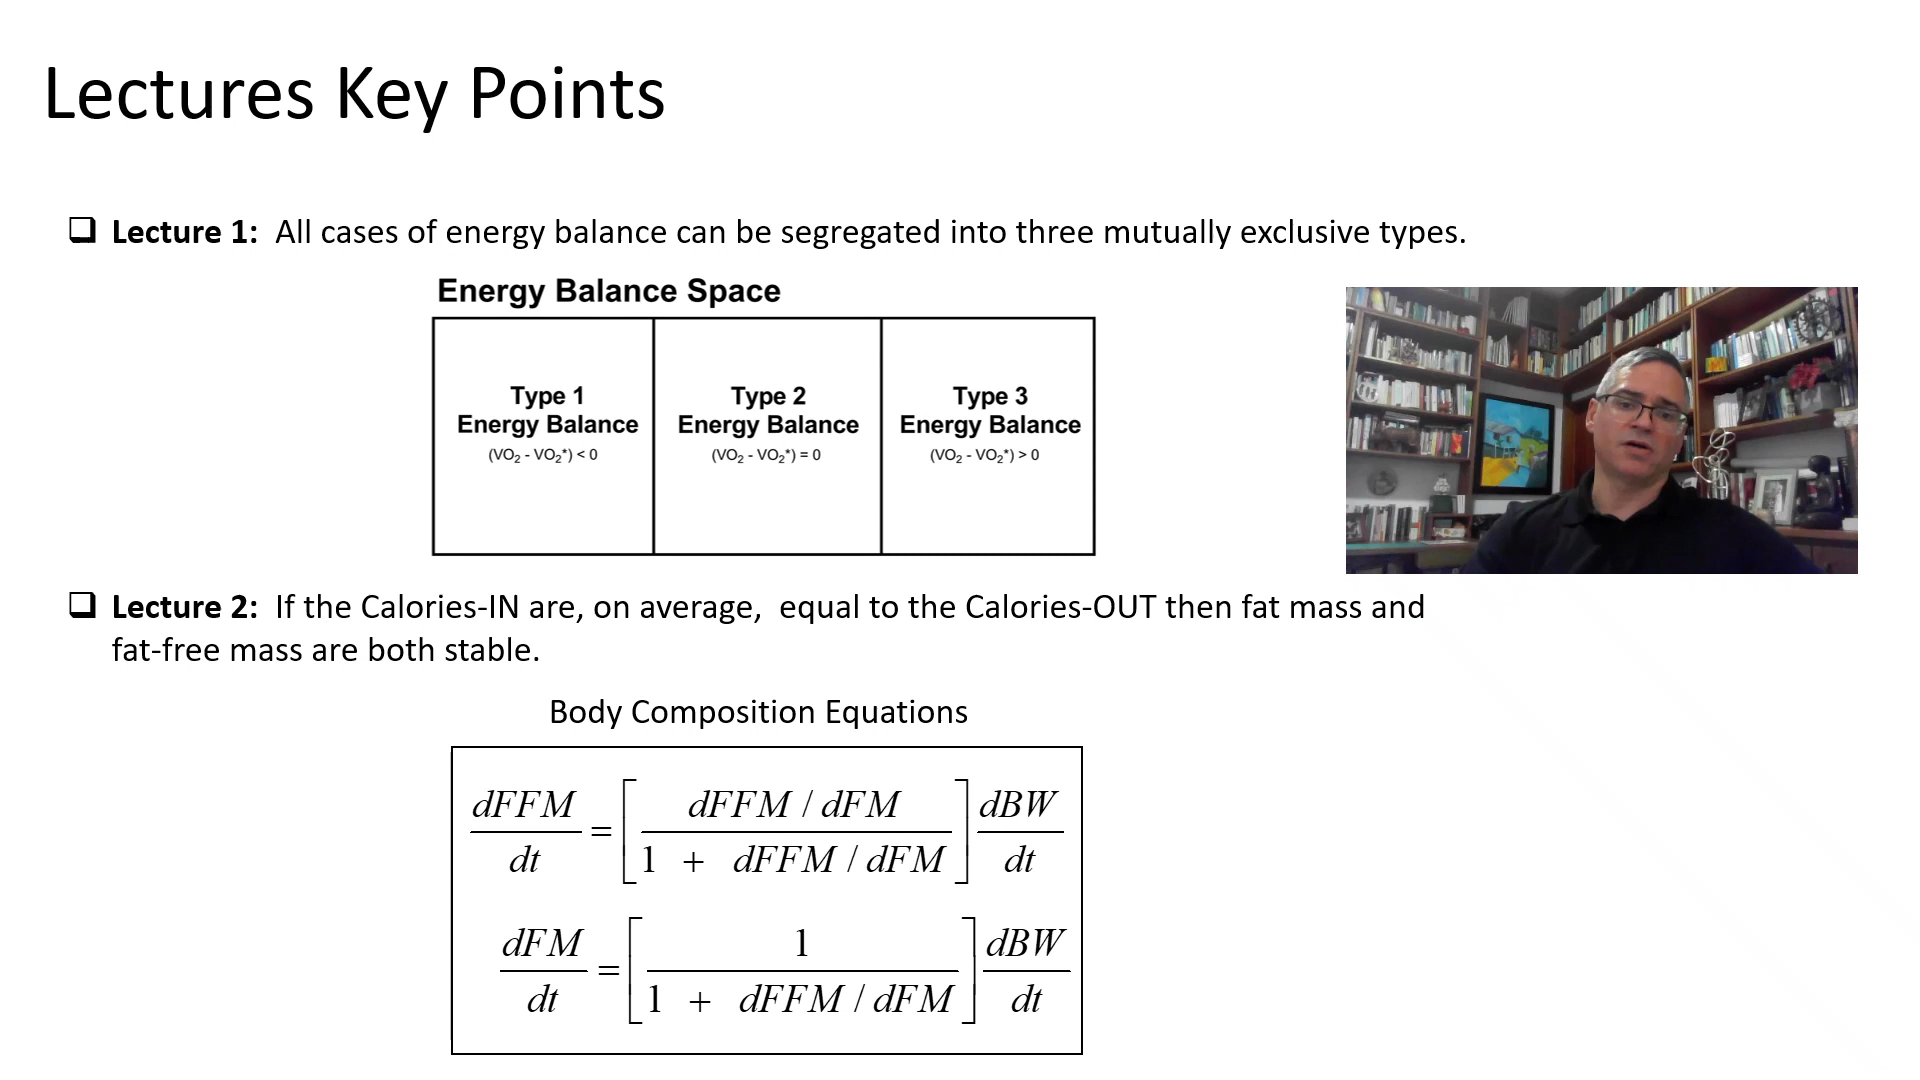 Lectures Key Points
❑ Lecture 1: All cases of energy balance can be segregated into three mutually exclusive types.
Energy Balance Space
Type 1
Energy Balance
(VO₂ - VO₂*) < 0
Type 2
Energy Balance
(VO₂ - VO₂*) = 0
Type 3
Energy Balance
(VO₂ - VO₂*) > 0
❑ Lecture 2: If the Calories-IN are, on average, equal to the Calories-OUT then fat mass and
fat-free mass are both stable.
Body Composition Equations
dFFM/dt = [(dFFM / dFM)/(1 + dFFM / dFM)] dBW/dt
dFM/dt = [1/(1 + dFFM / dFM)] dBW/dt